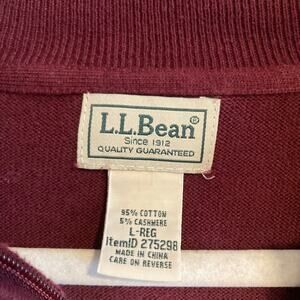 L.L.Bean®
Since 1912
QUALITY GUARANTEED
95% COTTON
5% CASHMERE
L-REG
ItemID 275298
MADE IN CHINA
CARE ON REVERSE